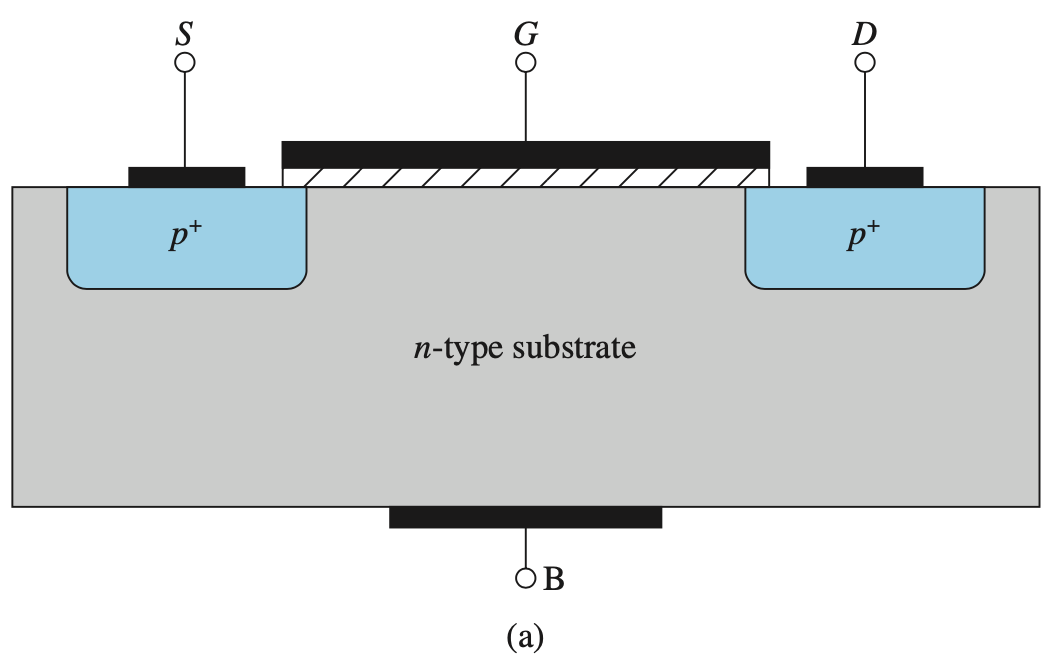 S G D
p+ p+
n-type substrate
B
(a)